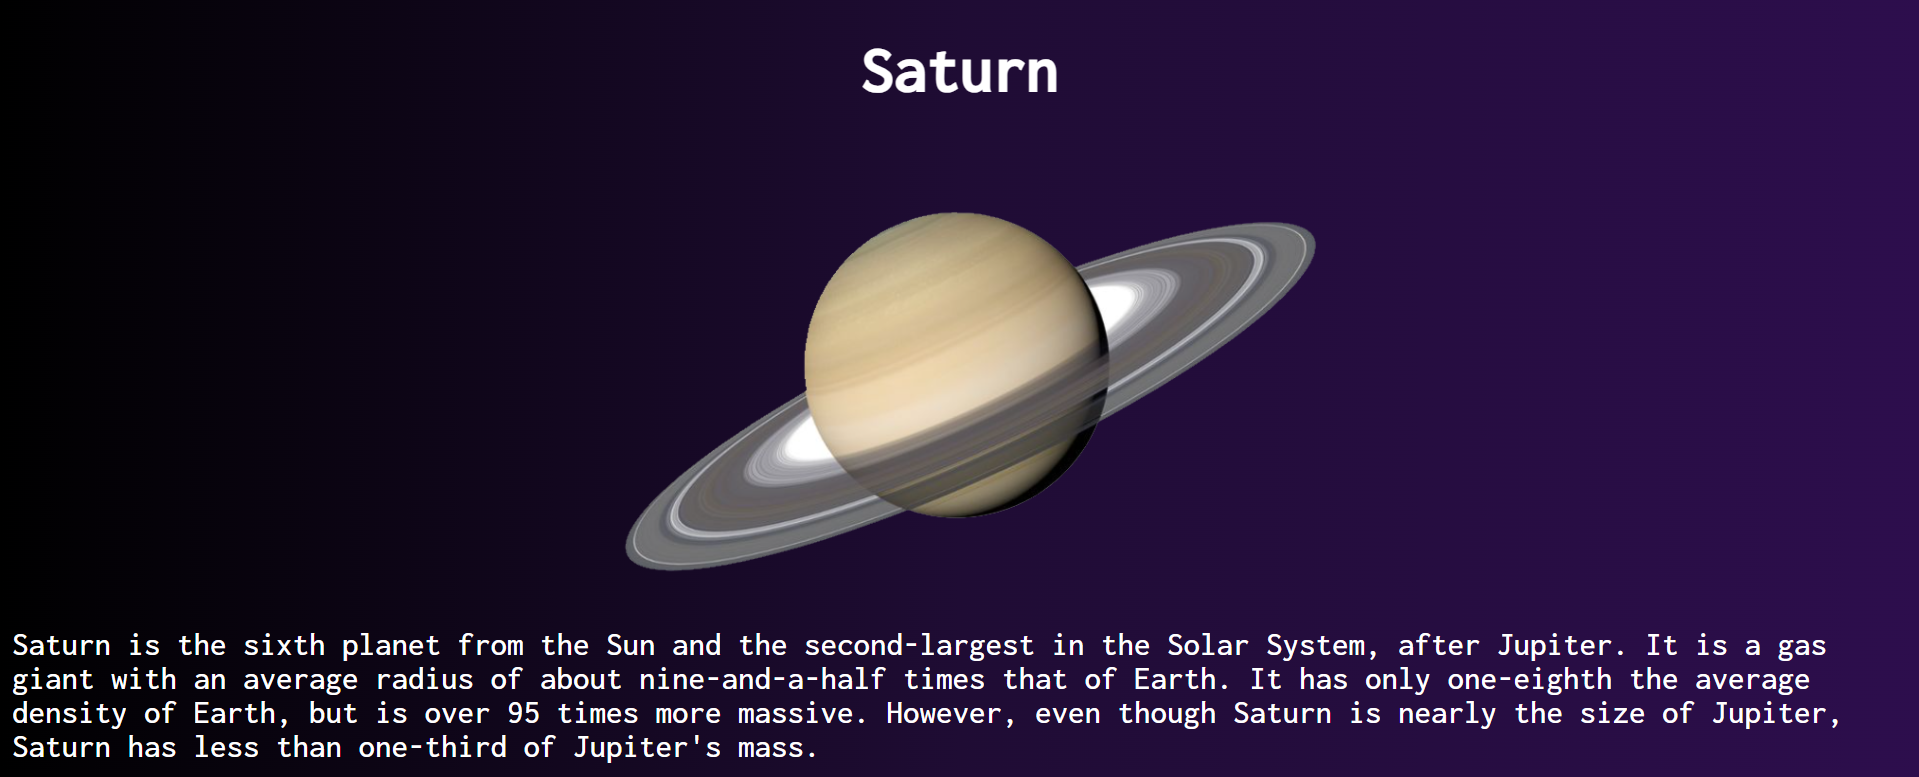 Saturn
Saturn is the sixth planet from the Sun and the second-largest in the Solar System, after Jupiter. It is a gas
giant with an average radius of about nine-and-a-half times that of Earth. It has only one-eighth the average
density of Earth, but is over 95 times more massive. However, even though Saturn is nearly the size of Jupiter,
Saturn has less than one-third of Jupiter's mass.